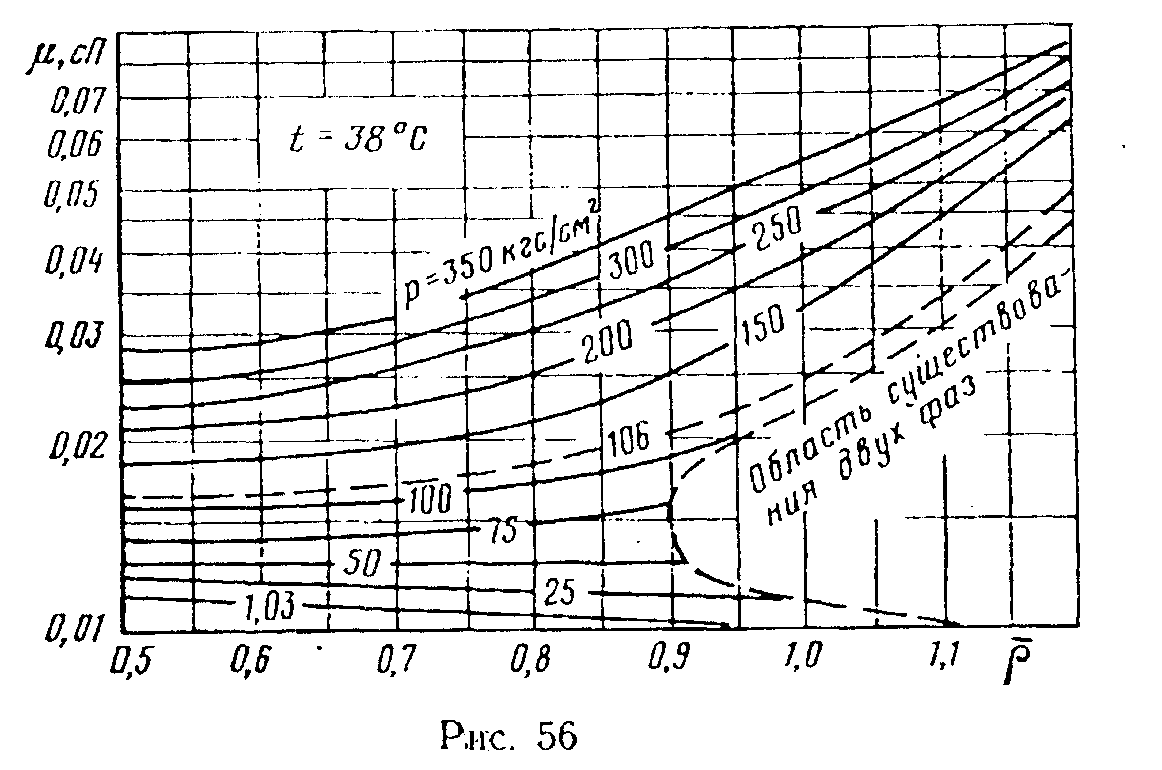 μ, сП
0,07
0,06
0,05
0,04
0,03
0,02
0,01
t = 38°C
p=350 кгс/см²
300
250
200
150
106
100
75
50
25
1,03
Область существова-
ния двух фаз
0,5 0,6 0,7 0,8 0,9 1,0 1,1 ρ̄
Рис. 56